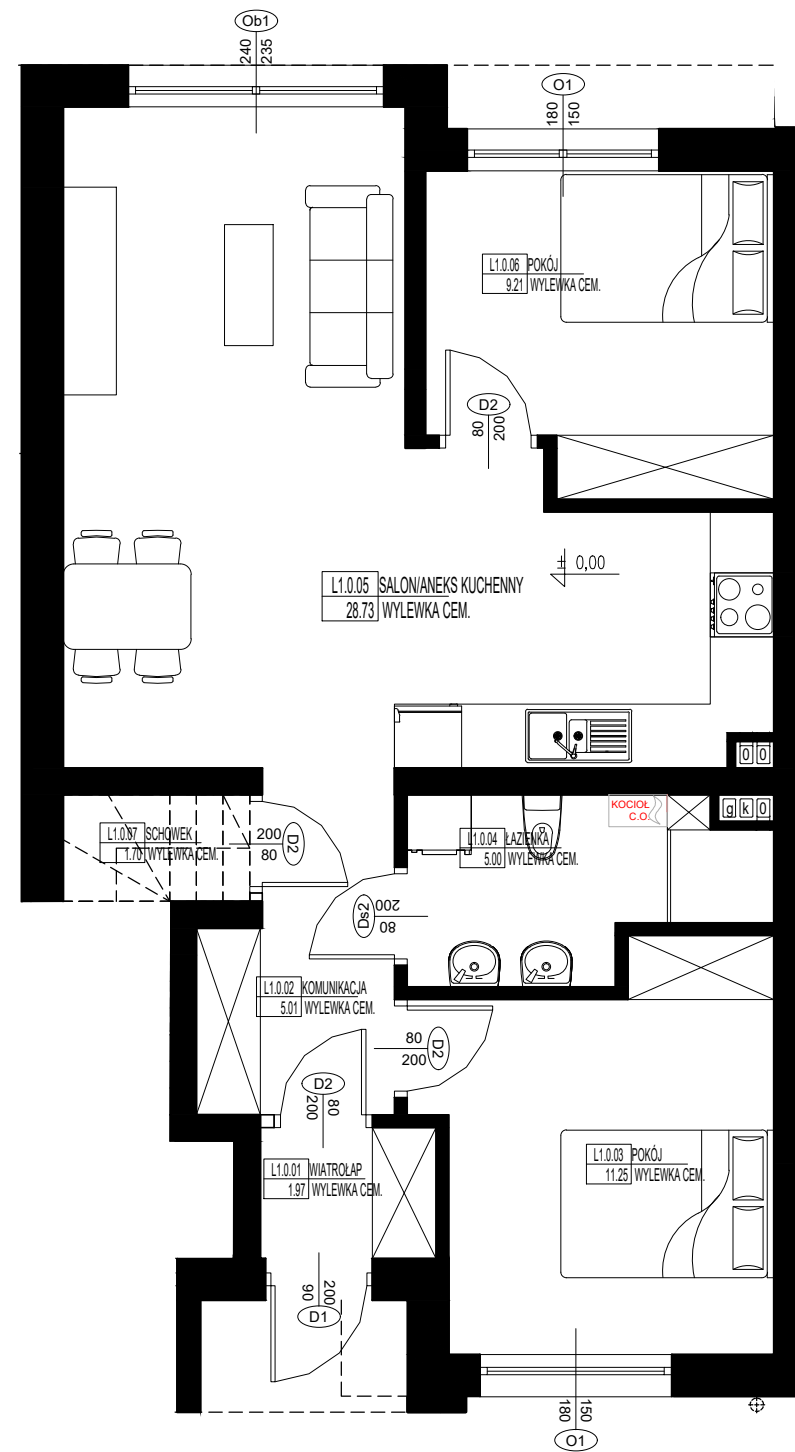 Ob1
240
235
O1
180
150
L1.0.06 POKÓJ
9.21 WYLEWKA CEM.
D2
80
200
± 0,00
L1.0.05 SALON/ANEKS KUCHENNY
28.73 WYLEWKA CEM.
0 0
KOCIOŁ
C.O.
g k 0
L1.0.07 SCHOWEK
1.70 WYLEWKA CEM.
200
80
D2
L1.0.04 ŁAZIENKA
5.00 WYLEWKA CEM.
Ds2
200
80
L1.0.02 KOMUNIKACJA
5.01 WYLEWKA CEM.
80
200
D2
D2
80
200
L1.0.01 WIATROŁAP
1.97 WYLEWKA CEM.
L1.0.03 POKÓJ
11.25 WYLEWKA CEM.
90
200
D1
180
150
O1